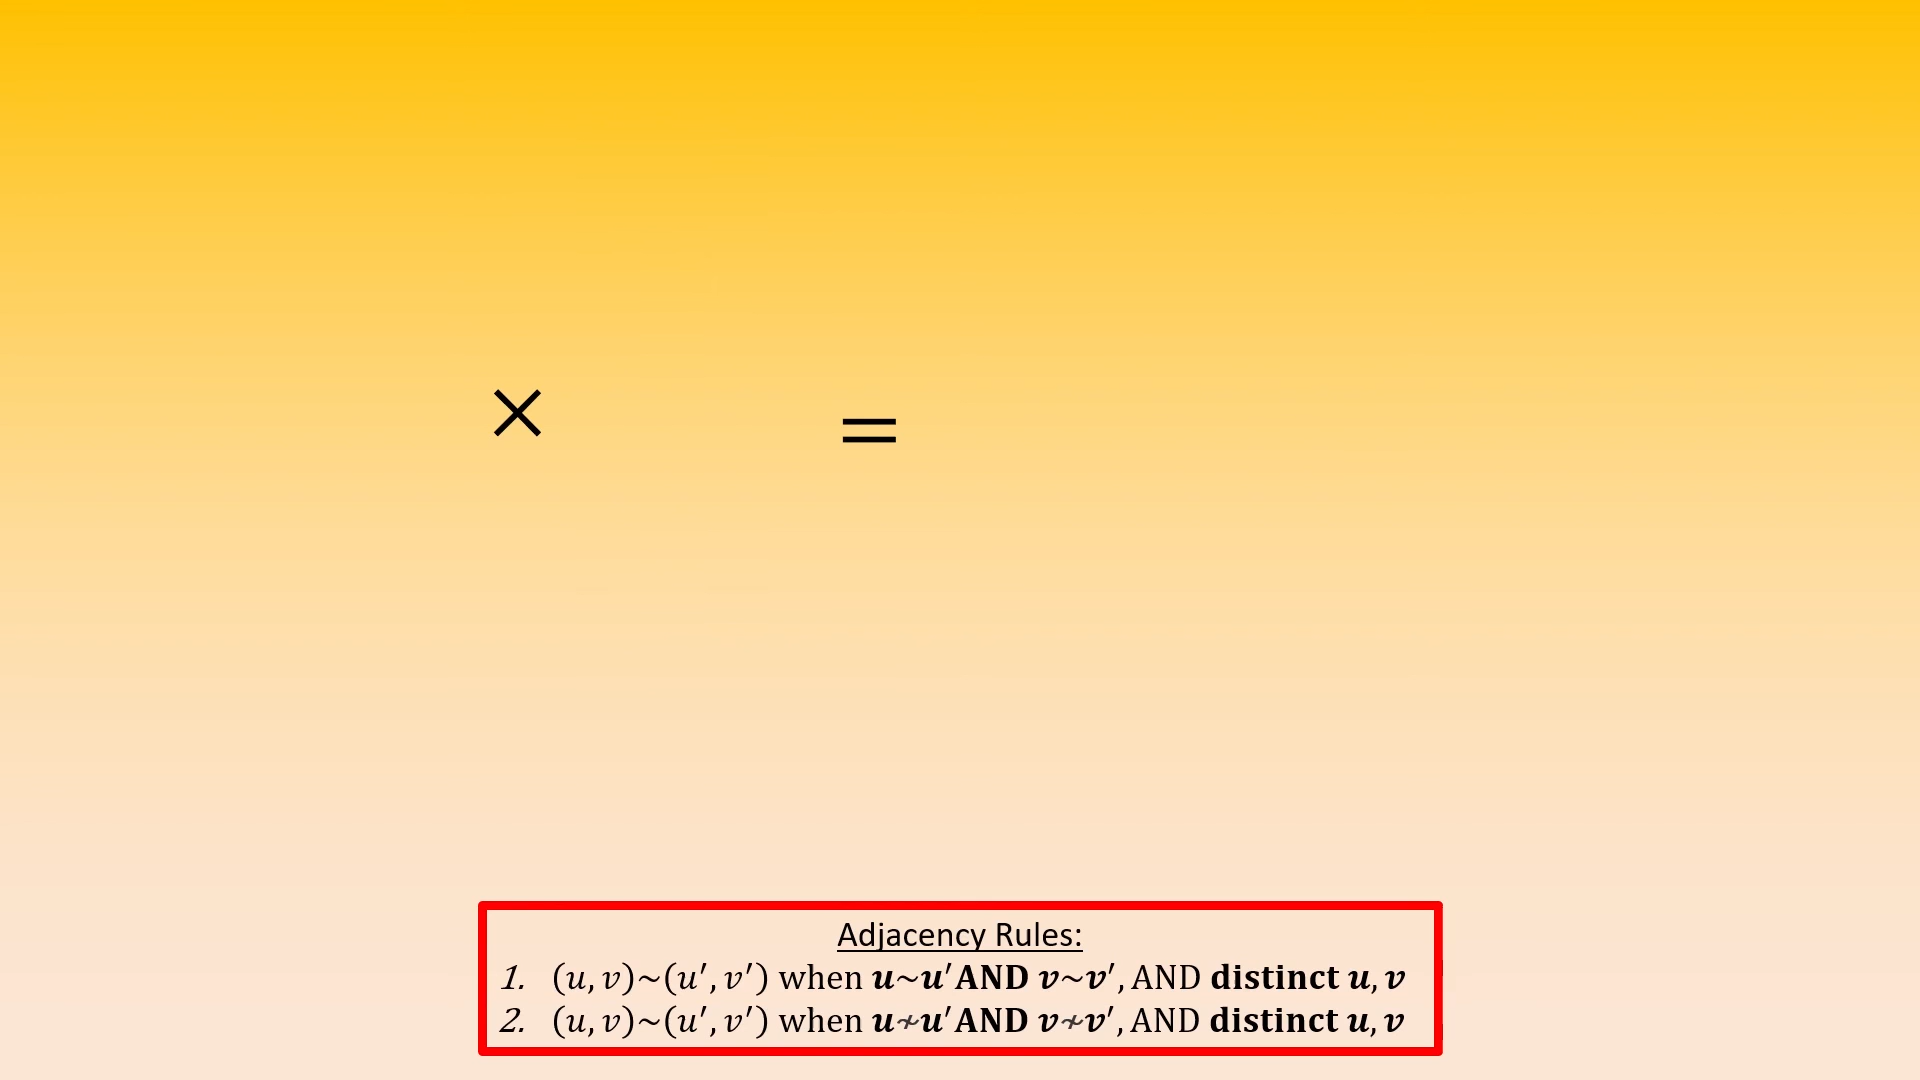 × =
Adjacency Rules:
1. (u, v)~(u′, v′) when u~u′ AND v~v′, AND distinct u, v
2. (u, v)~(u′, v′) when u≁u′ AND v≁v′, AND distinct u, v